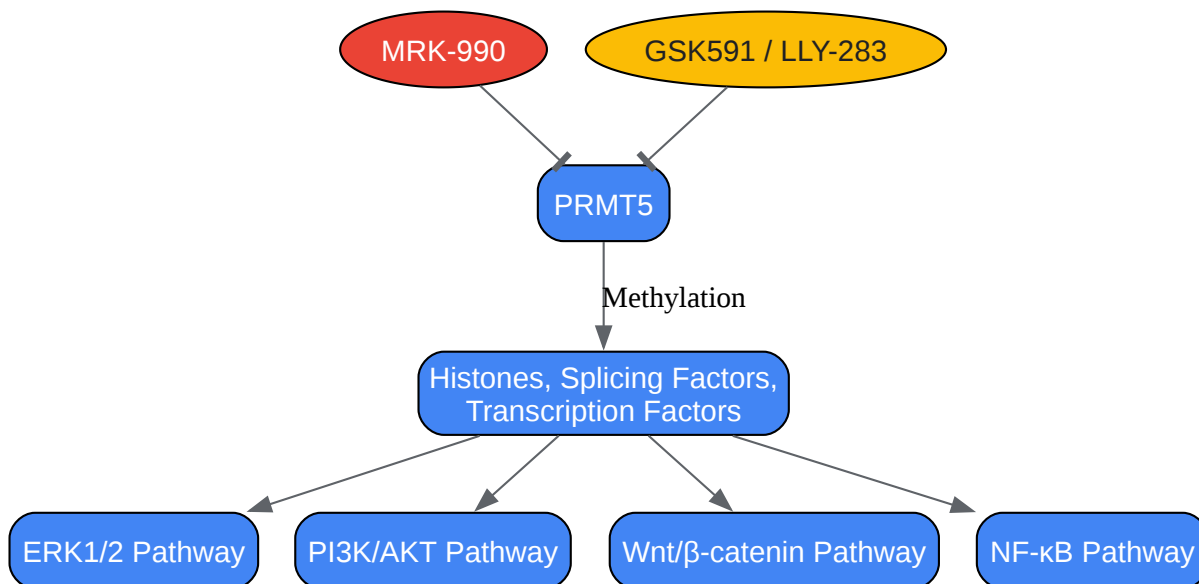 MRK-990
GSK591 / LLY-283
PRMT5
Methylation
Histones, Splicing Factors,
Transcription Factors
ERK1/2 Pathway
PI3K/AKT Pathway
Wnt/β-catenin Pathway
NF-κB Pathway